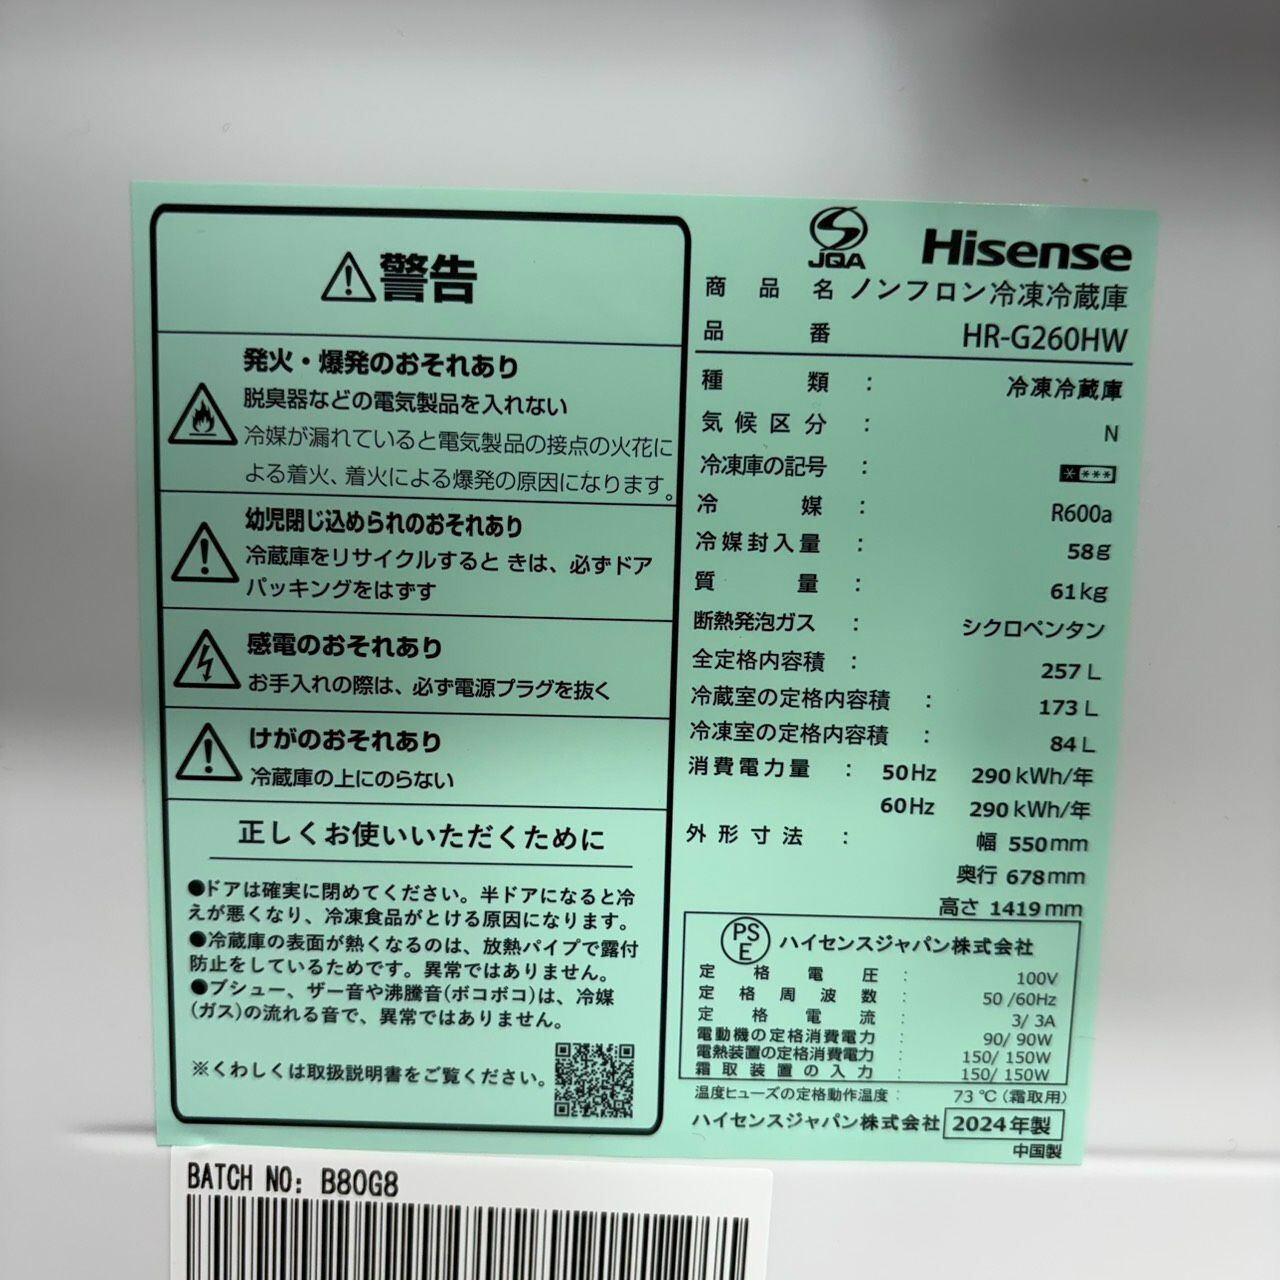 警告
発火・爆発のおそれあり
脱臭器などの電気製品を入れない
冷媒が漏れていると電気製品の接点の火花に
よる着火、着火による爆発の原因になります。
幼児閉じ込められのおそれあり
冷蔵庫をリサイクルすると きは、必ずドア
パッキングをはずす
感電のおそれあり
お手入れの際は、必ず電源プラグを抜く
けがのおそれあり
冷蔵庫の上にのらない
正しくお使いいただくために
●ドアは確実に閉めてください。半ドアになると冷
えが悪くなり、冷凍食品がとける原因になります。
●冷蔵庫の表面が熱くなるのは、放熱パイプで露付
防止をしているためです。異常ではありません。
●ブシュー、ザー音や沸騰音(ボコボコ)は、冷媒
(ガス)の流れる音で、異常ではありません。
※くわしくは取扱説明書をご覧ください。
JQA Hisense
商品名 ノンフロン冷凍冷蔵庫
品番 HR-G260HW
種類 : 冷凍冷蔵庫
気候区分 : N
冷凍庫の記号 : ****
冷媒 : R600a
冷媒封入量 : 58g
質量 : 61kg
断熱発泡ガス : シクロペンタン
全定格内容積 : 257 L
冷蔵室の定格内容積 : 173 L
冷凍室の定格内容積 : 84 L
消費電力量 : 50Hz 290 kWh/年
60Hz 290 kWh/年
外形寸法 : 幅 550mm
奥行 678mm
高さ 1419mm
PSE ハイセンスジャパン株式会社
定格電圧 : 100V
定格周波数 : 50 /60Hz
定格電流 : 3/ 3A
電動機の定格消費電力 : 90/ 90W
電熱装置の定格消費電力 : 150/ 150W
霜取装置の入力 : 150/ 150W
温度ヒューズの定格動作温度 : 73 ℃ (霜取用)
ハイセンスジャパン株式会社 2024年製
中国製
BATCH NO: B80G8